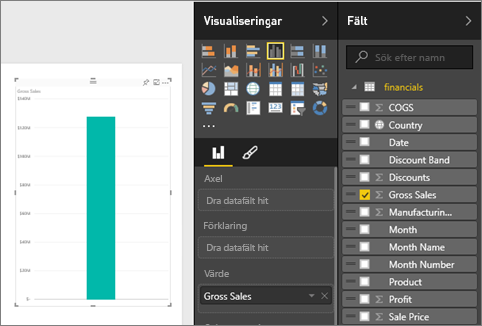 Visualiseringar
Fält
Sök efter namn
financials
Gross Sales
COGS
Country
Date
Discount Band
Discounts
Axel
Dra datafält hit
Gross Sales
Förklaring
Manufacturin...
Dra datafält hit
Month
Month Name
Month Number
Värde
Product
Gross Sales
Profit
Sale Price